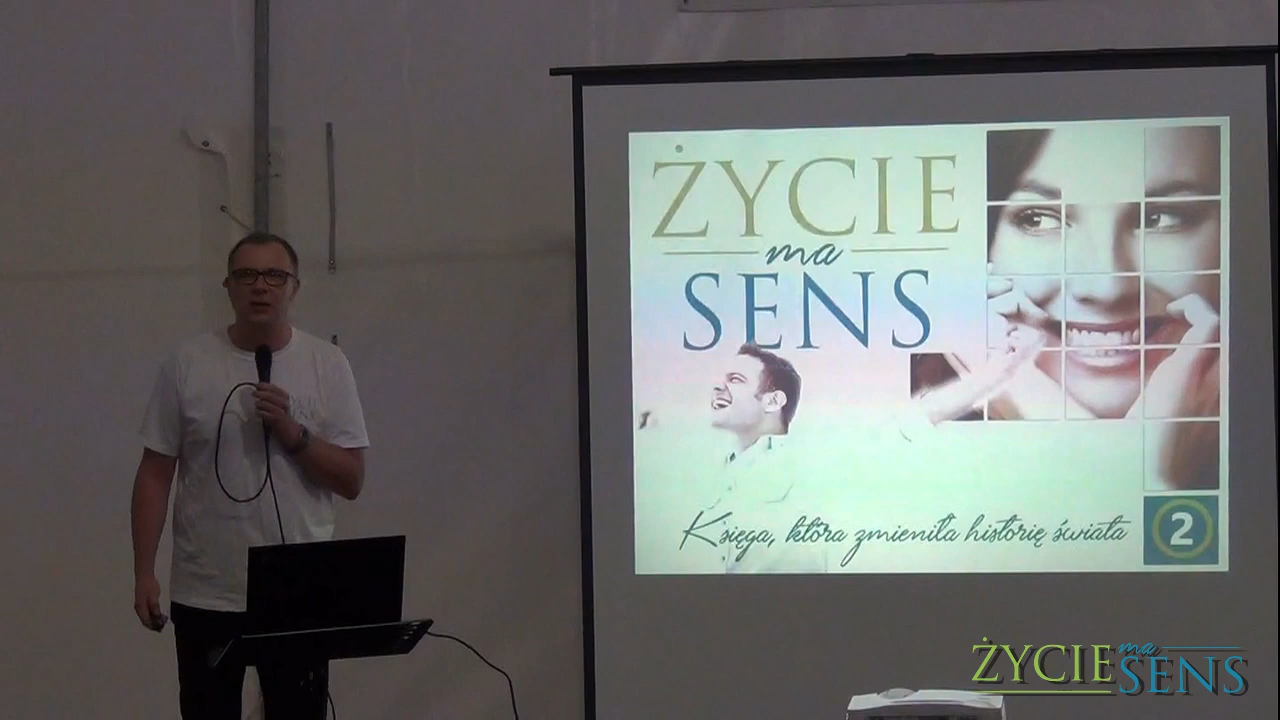 ŻYCIE
ma
SENS
Księga, która zmieniła historię świata
2
ŻYCIE ma SENS